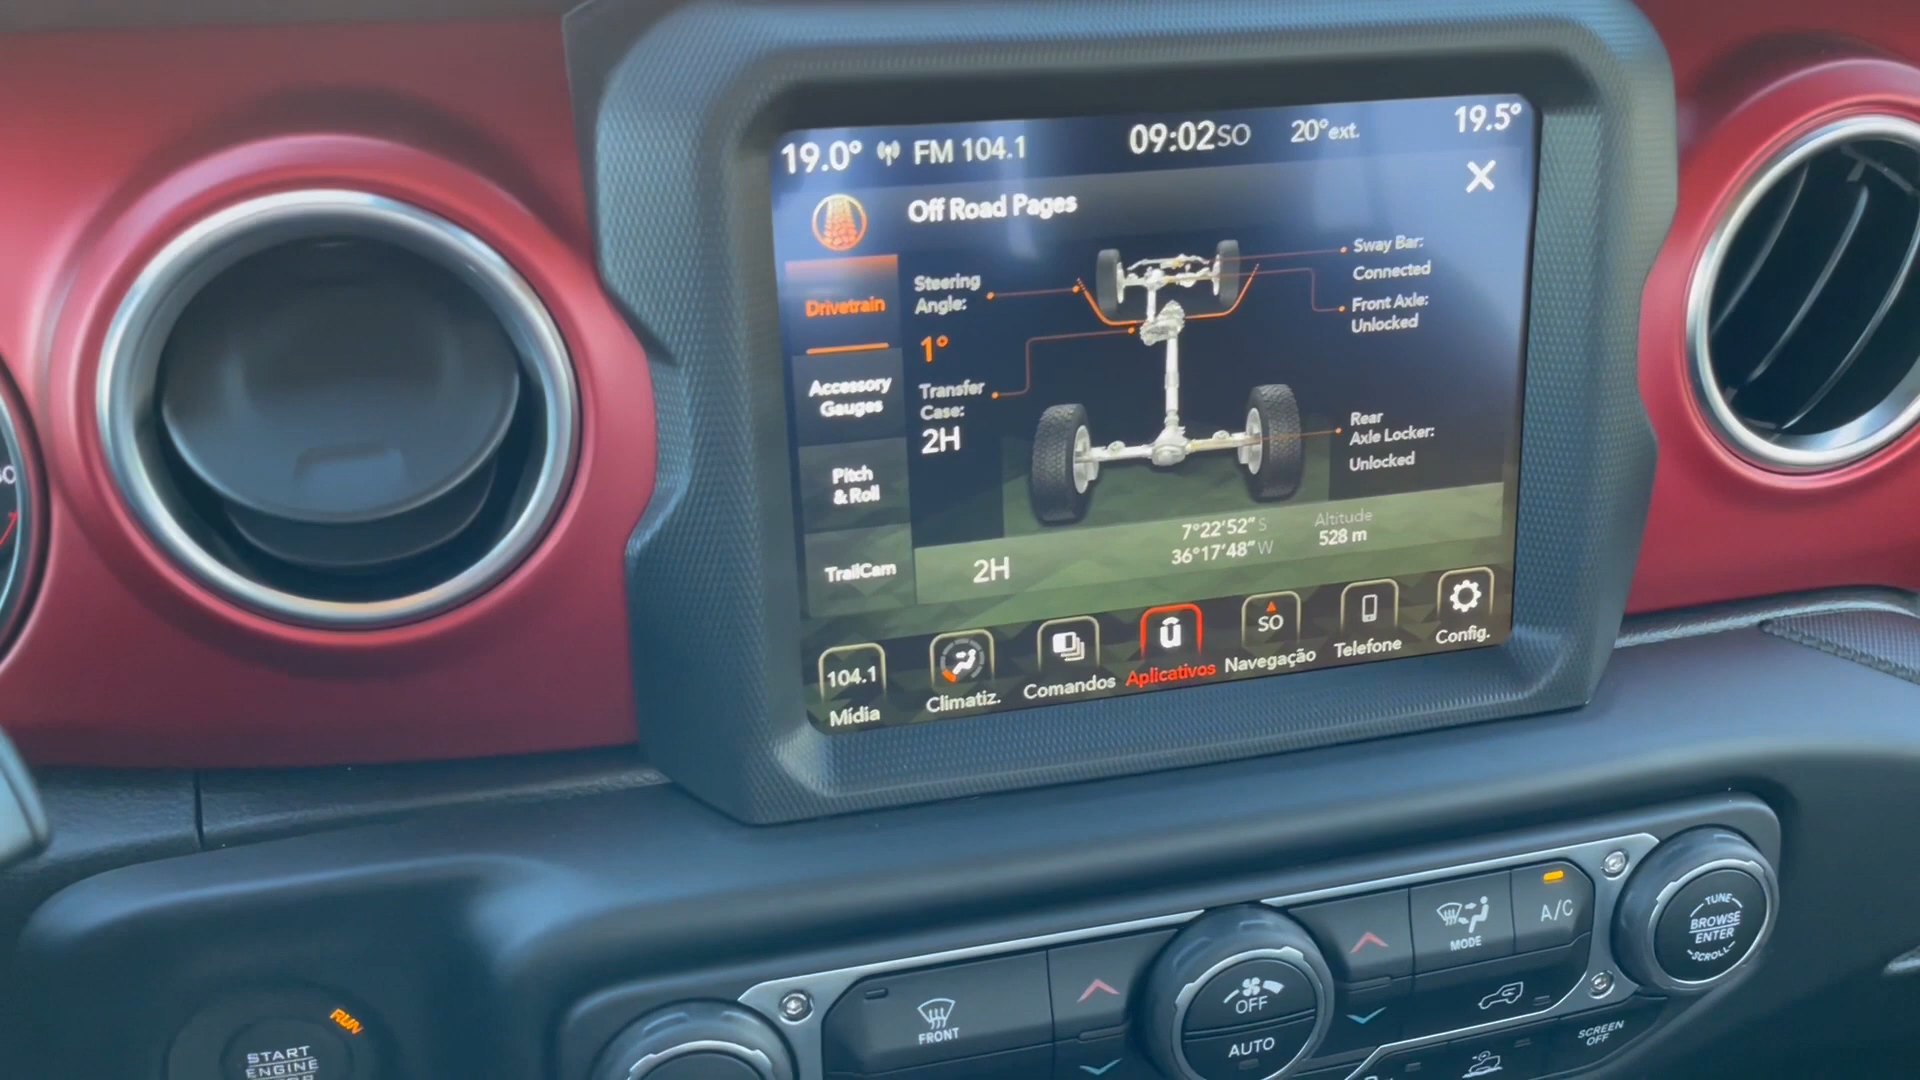 19.0° FM 104.1 09:02 SO 20°ext. 19.5°
Off Road Pages
Drivetrain
Accessory
Gauges
Pitch
& Roll
TrailCam
Steering
Angle:
1°
Transfer
Case:
2H
Sway Bar:
Connected
Front Axle:
Unlocked
Rear
Axle Locker:
Unlocked
2H
7°22'52" S
36°17'48" W
Altitude
528 m
104.1
Mídia
Climatiz.
Comandos
Aplicativos
SO
Navegação
Telefone
Config.
RUN
START
ENGINE
FRONT
OFF
AUTO
MODE
A/C
TUNE
BROWSE
ENTER
SCROLL
SCREEN
OFF